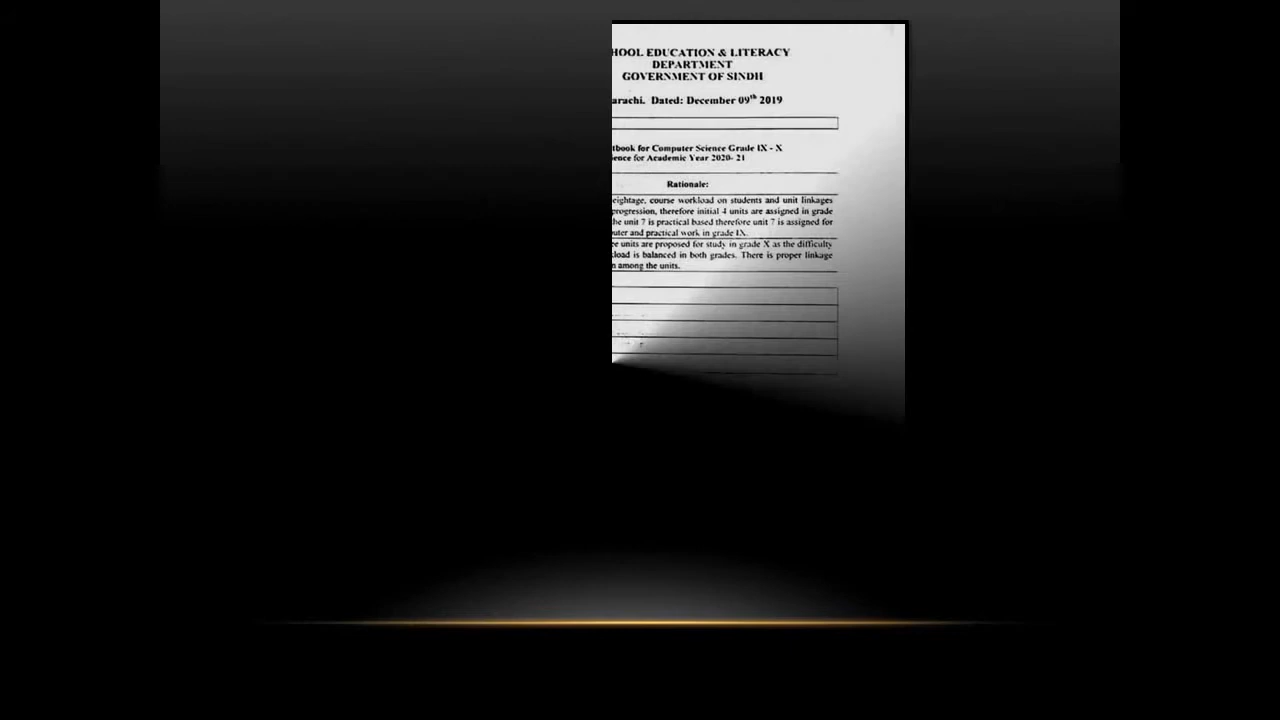 HOOL EDUCATION & LITERACY
DEPARTMENT
GOVERNMENT OF SINDH
arachi. Dated: December 09th 2019
tbook for Computer Science Grade IX - X
ence for Academic Year 2020- 21
Rationale:
eightage, course workload on students and unit linkages
progression, therefore initial 4 units are assigned in grade
he unit 7 is practical based therefore unit 7 is assigned for
uter and practical work in grade IX.
ee units are proposed for study in grade X as the difficulty
load is balanced in both grades. There is proper linkage
n among the units.